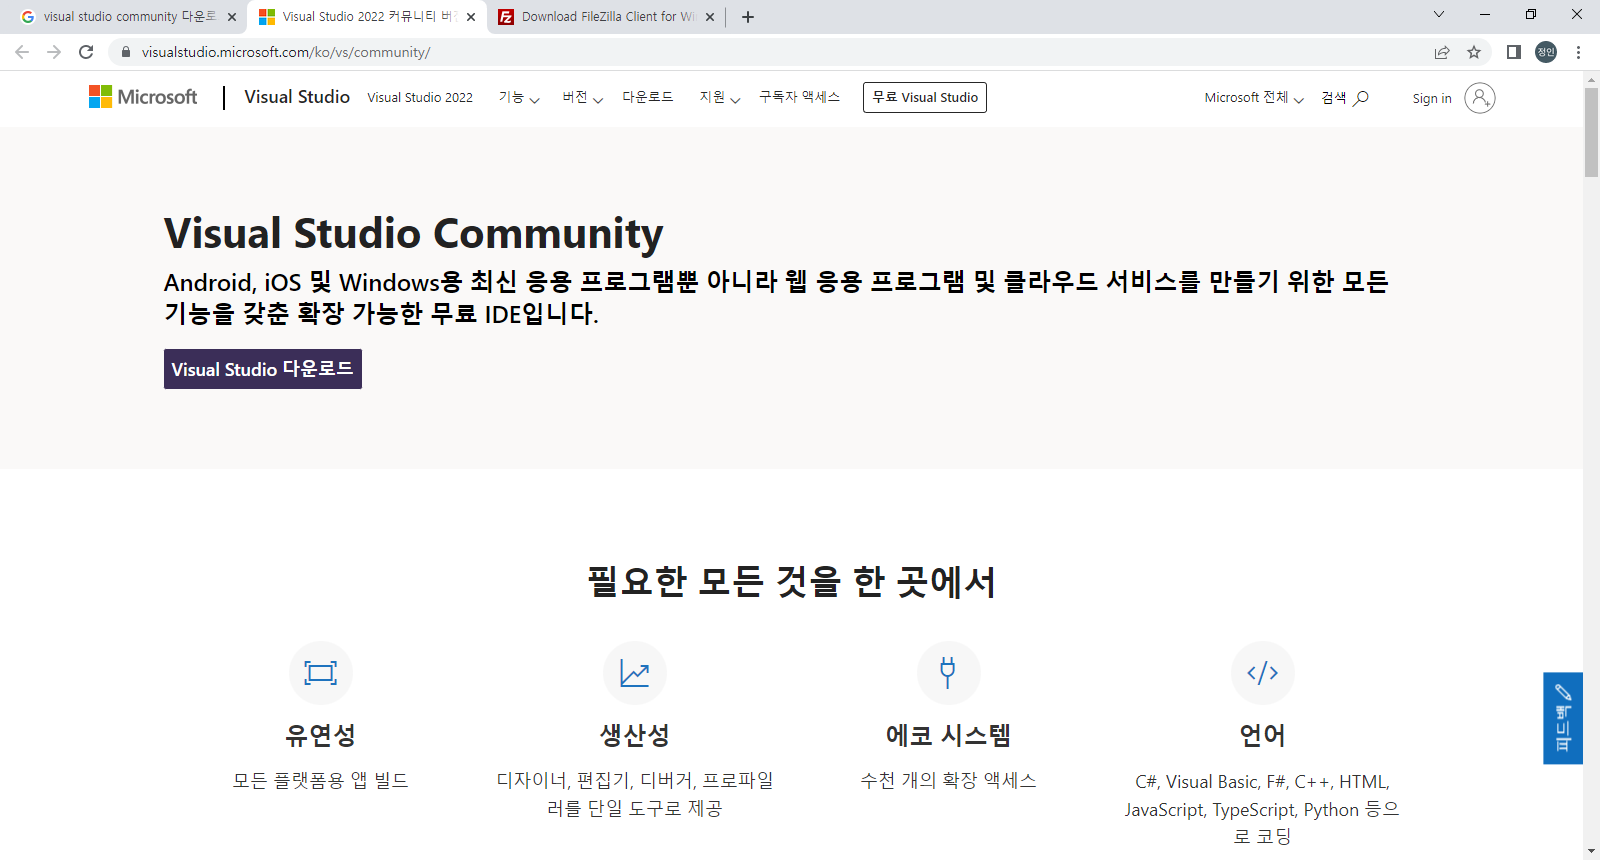 visual studio community 다운로
Visual Studio 2022 커뮤니티 버
Download FileZilla Client for Wi
visualstudio.microsoft.com/ko/vs/community/
정인
Microsoft
Visual Studio
Visual Studio 2022
기능
버전
다운로드
지원
구독자 액세스
무료 Visual Studio
Microsoft 전체
검색
Sign in
Visual Studio Community
Android, iOS 및 Windows용 최신 응용 프로그램뿐 아니라 웹 응용 프로그램 및 클라우드 서비스를 만들기 위한 모든
기능을 갖춘 확장 가능한 무료 IDE입니다.
Visual Studio 다운로드
필요한 모든 것을 한 곳에서
유연성
모든 플랫폼용 앱 빌드
생산성
디자이너, 편집기, 디버거, 프로파일
러를 단일 도구로 제공
에코 시스템
수천 개의 확장 액세스
언어
C#, Visual Basic, F#, C++, HTML,
JavaScript, TypeScript, Python 등으
로 코딩
피드백